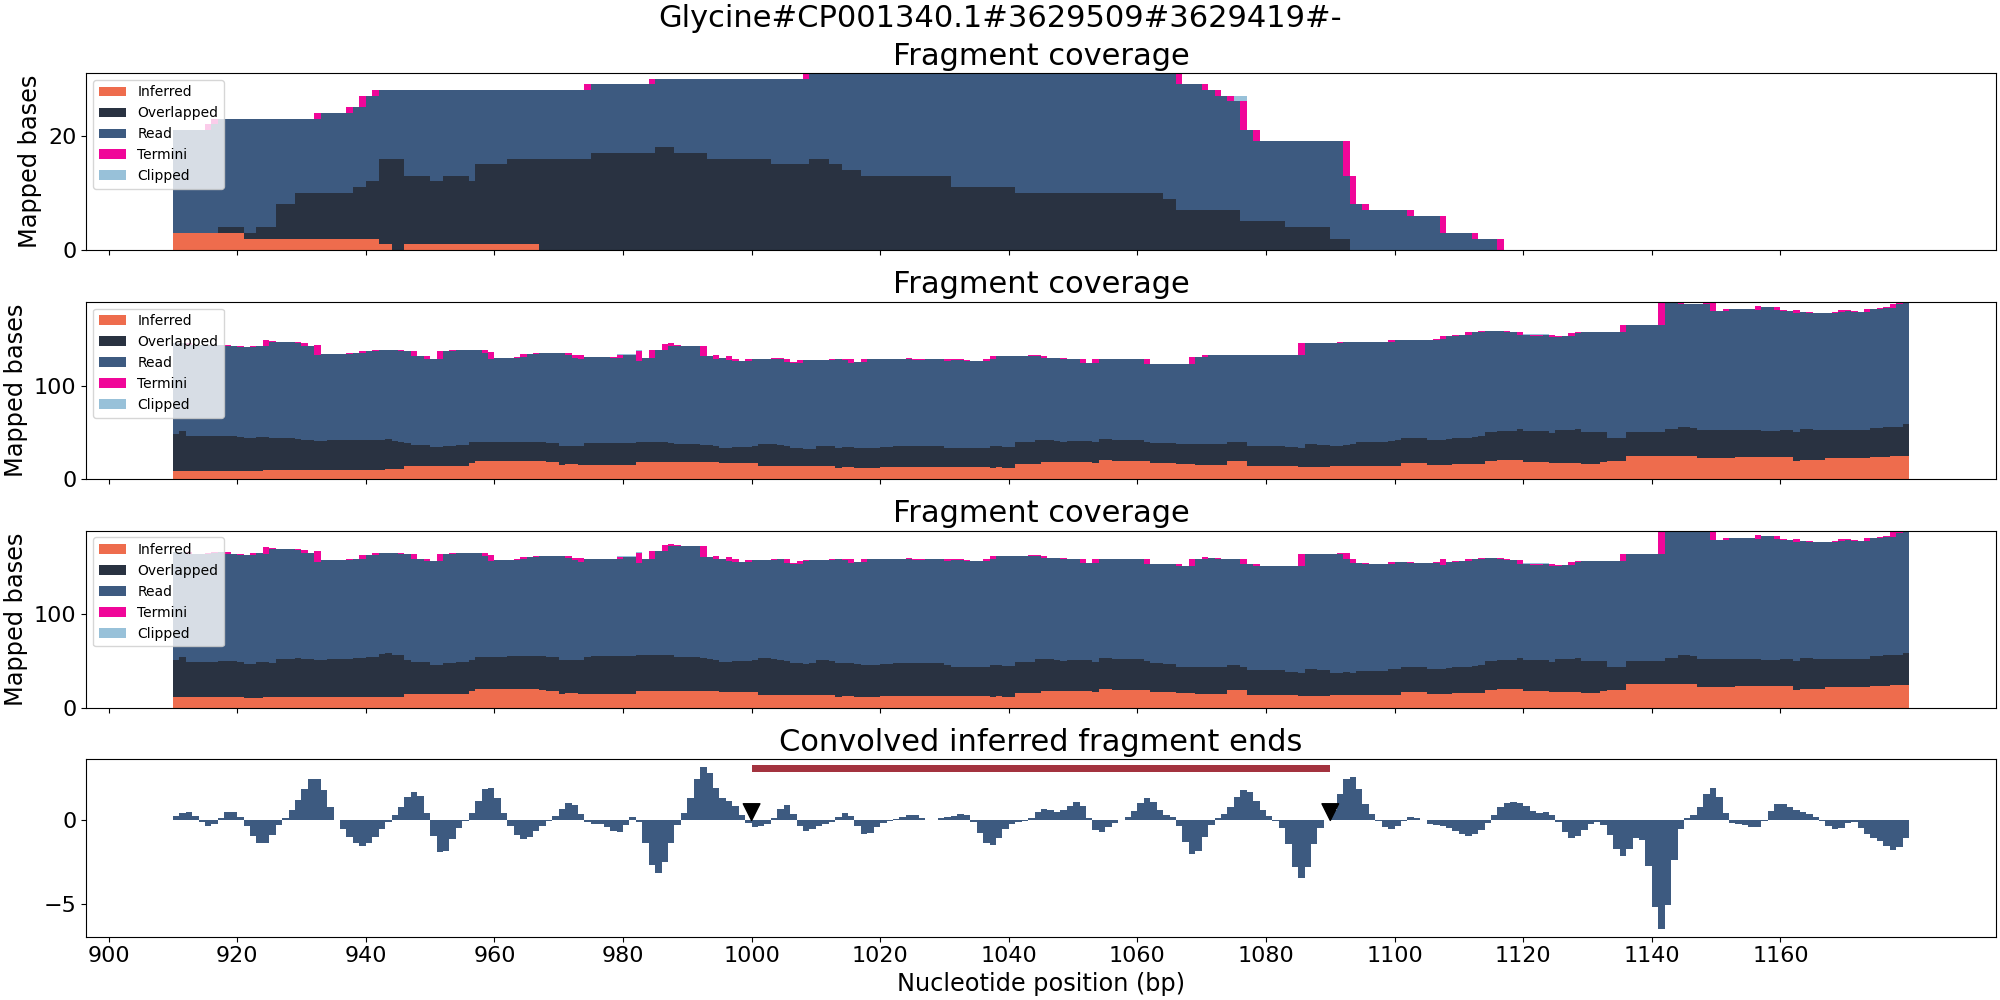 Glycine#CP001340.1#3629509#3629419#-
Fragment coverage
Mapped bases
20
0
Inferred
Overlapped
Read
Termini
Clipped
Fragment coverage
Mapped bases
100
0
Inferred
Overlapped
Read
Termini
Clipped
Fragment coverage
Mapped bases
100
0
Inferred
Overlapped
Read
Termini
Clipped
Convolved inferred fragment ends
0
−5
900 920 940 960 980 1000 1020 1040 1060 1080 1100 1120 1140 1160
Nucleotide position (bp)